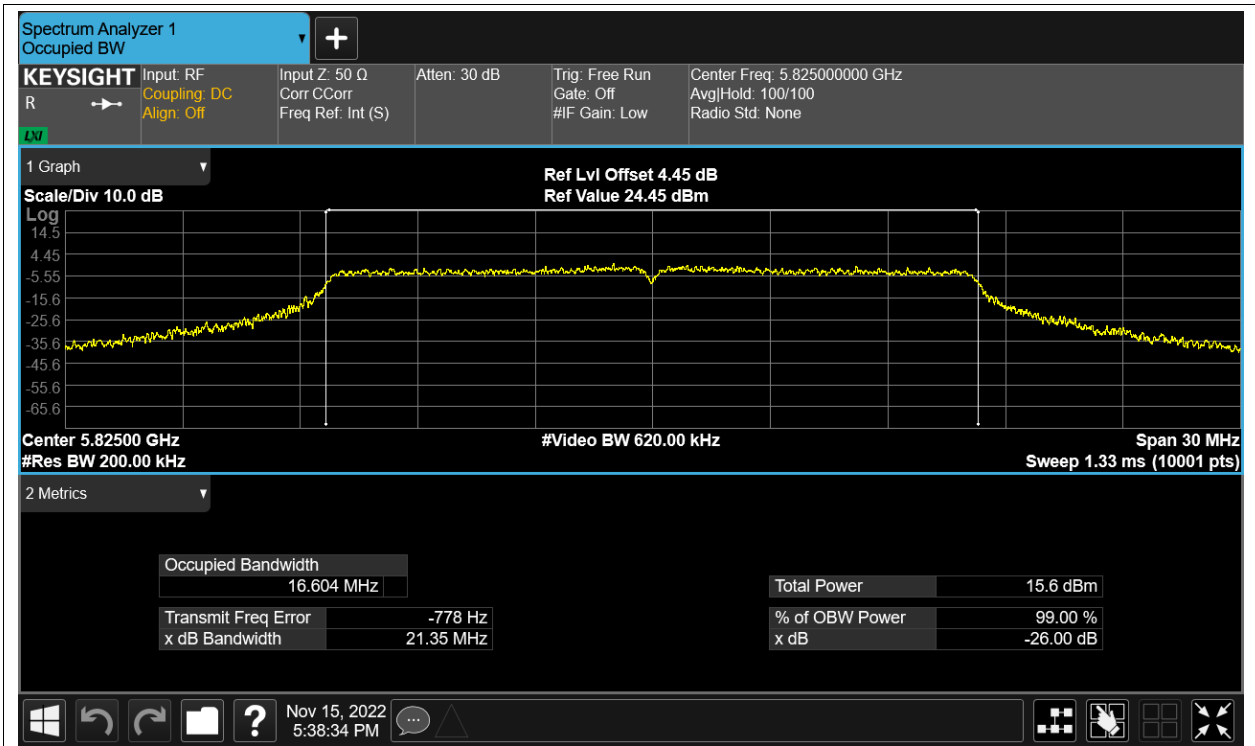 Spectrum Analyzer 1
Occupied BW
KEYSIGHT
R
LXI
Input: RF
Coupling: DC
Align: Off
Input Z: 50 Ω
Corr CCorr
Freq Ref: Int (S)
Atten: 30 dB
Trig: Free Run
Gate: Off
#IF Gain: Low
Center Freq: 5.825000000 GHz
Avg|Hold: 100/100
Radio Std: None
1 Graph
Ref Lvl Offset 4.45 dB
Scale/Div 10.0 dB
Ref Value 24.45 dBm
Log
14.5
4.45
-5.55
-15.6
-25.6
-35.6
-45.6
-55.6
-65.6
Center 5.82500 GHz
#Video BW 620.00 kHz
Span 30 MHz
#Res BW 200.00 kHz
Sweep 1.33 ms (10001 pts)
2 Metrics
Occupied Bandwidth
16.604 MHz
Total Power 15.6 dBm
Transmit Freq Error -778 Hz
% of OBW Power 99.00 %
x dB Bandwidth 21.35 MHz
x dB -26.00 dB
?
Nov 15, 2022
5:38:34 PM